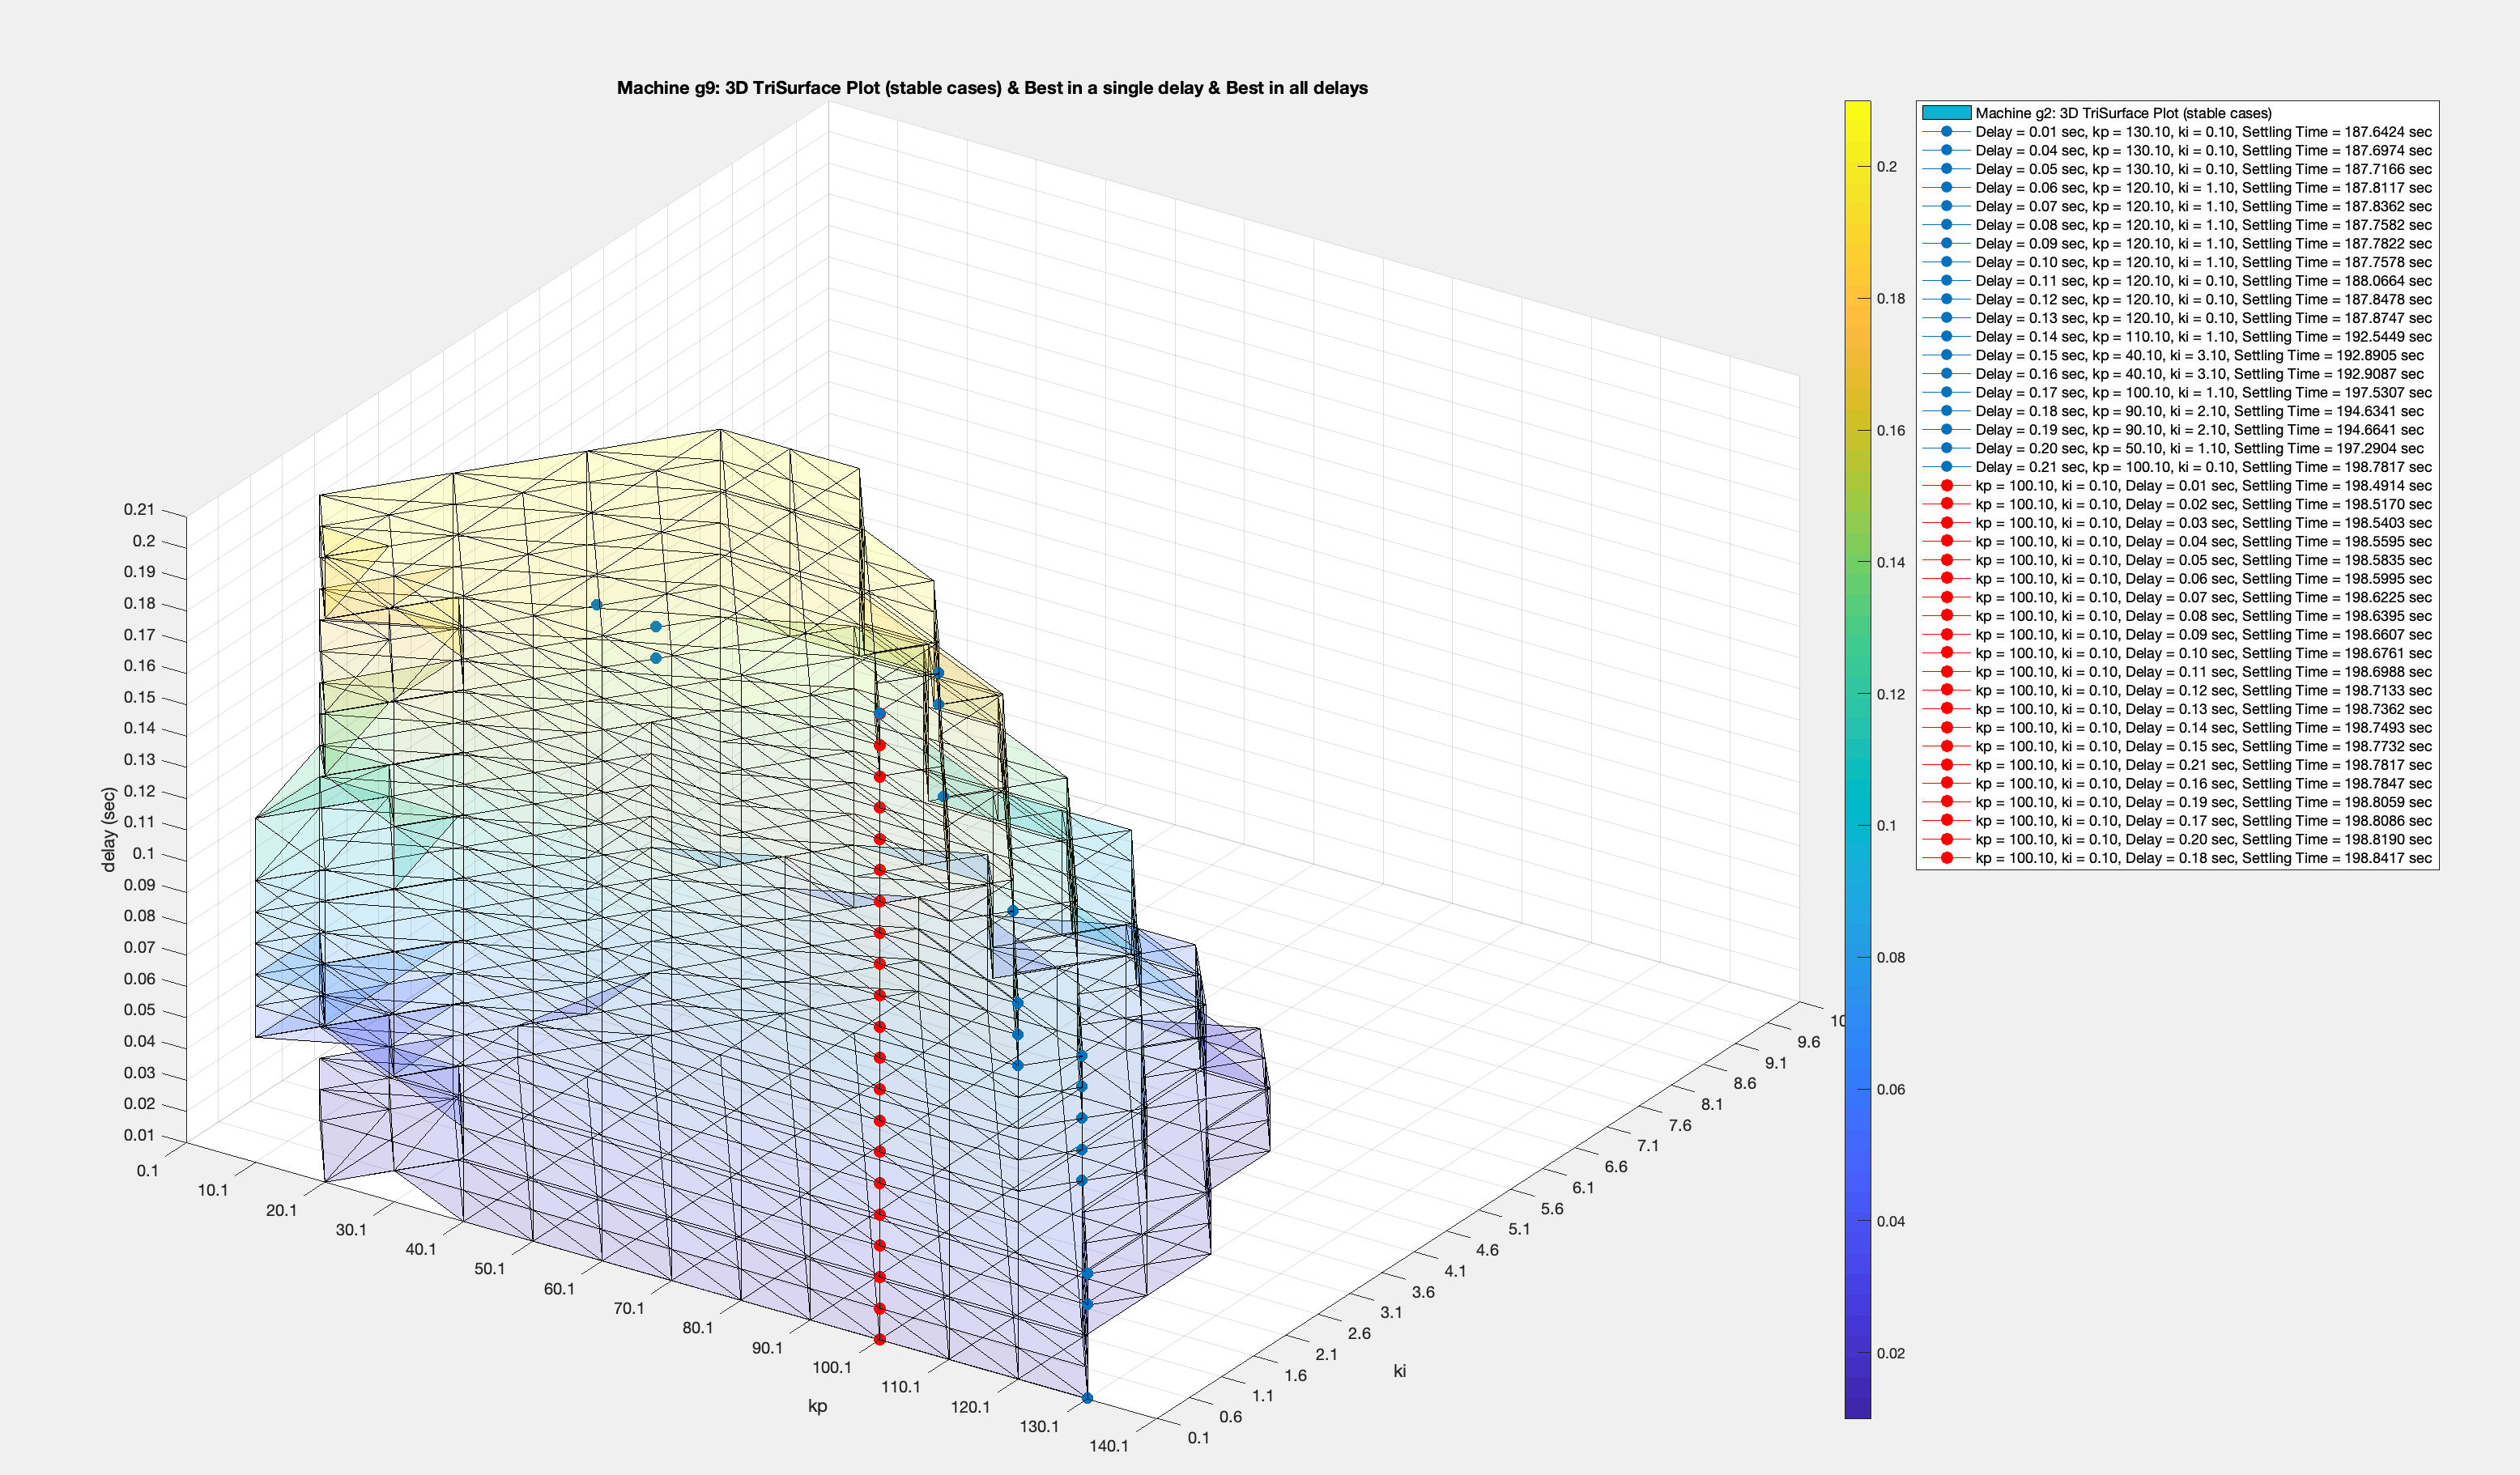 Machine g9: 3D TriSurface Plot (stable cases) & Best in a single delay & Best in all delays
Machine g2: 3D TriSurface Plot (stable cases)
Delay = 0.01 sec, kp = 130.10, ki = 0.10, Settling Time = 187.6424 sec
Delay = 0.04 sec, kp = 130.10, ki = 0.10, Settling Time = 187.6974 sec
Delay = 0.05 sec, kp = 130.10, ki = 0.10, Settling Time = 187.7166 sec
Delay = 0.06 sec, kp = 120.10, ki = 1.10, Settling Time = 187.8117 sec
Delay = 0.07 sec, kp = 120.10, ki = 1.10, Settling Time = 187.8362 sec
Delay = 0.08 sec, kp = 120.10, ki = 1.10, Settling Time = 187.7582 sec
Delay = 0.09 sec, kp = 120.10, ki = 1.10, Settling Time = 187.7822 sec
Delay = 0.10 sec, kp = 120.10, ki = 1.10, Settling Time = 187.7578 sec
Delay = 0.11 sec, kp = 120.10, ki = 0.10, Settling Time = 188.0664 sec
Delay = 0.12 sec, kp = 120.10, ki = 0.10, Settling Time = 187.8478 sec
Delay = 0.13 sec, kp = 120.10, ki = 0.10, Settling Time = 187.8747 sec
Delay = 0.14 sec, kp = 110.10, ki = 1.10, Settling Time = 192.5449 sec
Delay = 0.15 sec, kp = 40.10, ki = 3.10, Settling Time = 192.8905 sec
Delay = 0.16 sec, kp = 40.10, ki = 3.10, Settling Time = 192.9087 sec
Delay = 0.17 sec, kp = 100.10, ki = 1.10, Settling Time = 197.5307 sec
Delay = 0.18 sec, kp = 90.10, ki = 2.10, Settling Time = 194.6341 sec
Delay = 0.19 sec, kp = 90.10, ki = 2.10, Settling Time = 194.6641 sec
Delay = 0.20 sec, kp = 50.10, ki = 1.10, Settling Time = 197.2904 sec
Delay = 0.21 sec, kp = 100.10, ki = 0.10, Settling Time = 198.7817 sec
kp = 100.10, ki = 0.10, Delay = 0.01 sec, Settling Time = 198.4914 sec
kp = 100.10, ki = 0.10, Delay = 0.02 sec, Settling Time = 198.5170 sec
kp = 100.10, ki = 0.10, Delay = 0.03 sec, Settling Time = 198.5403 sec
kp = 100.10, ki = 0.10, Delay = 0.04 sec, Settling Time = 198.5595 sec
kp = 100.10, ki = 0.10, Delay = 0.05 sec, Settling Time = 198.5835 sec
kp = 100.10, ki = 0.10, Delay = 0.06 sec, Settling Time = 198.5995 sec
kp = 100.10, ki = 0.10, Delay = 0.07 sec, Settling Time = 198.6225 sec
kp = 100.10, ki = 0.10, Delay = 0.08 sec, Settling Time = 198.6395 sec
kp = 100.10, ki = 0.10, Delay = 0.09 sec, Settling Time = 198.6607 sec
kp = 100.10, ki = 0.10, Delay = 0.10 sec, Settling Time = 198.6761 sec
kp = 100.10, ki = 0.10, Delay = 0.11 sec, Settling Time = 198.6988 sec
kp = 100.10, ki = 0.10, Delay = 0.12 sec, Settling Time = 198.7133 sec
kp = 100.10, ki = 0.10, Delay = 0.13 sec, Settling Time = 198.7362 sec
kp = 100.10, ki = 0.10, Delay = 0.14 sec, Settling Time = 198.7493 sec
kp = 100.10, ki = 0.10, Delay = 0.15 sec, Settling Time = 198.7732 sec
kp = 100.10, ki = 0.10, Delay = 0.21 sec, Settling Time = 198.7817 sec
kp = 100.10, ki = 0.10, Delay = 0.16 sec, Settling Time = 198.7847 sec
kp = 100.10, ki = 0.10, Delay = 0.19 sec, Settling Time = 198.8059 sec
kp = 100.10, ki = 0.10, Delay = 0.17 sec, Settling Time = 198.8086 sec
kp = 100.10, ki = 0.10, Delay = 0.20 sec, Settling Time = 198.8190 sec
kp = 100.10, ki = 0.10, Delay = 0.18 sec, Settling Time = 198.8417 sec
0.2
0.18
0.16
0.14
0.12
0.1
0.08
0.06
0.04
0.02
delay (sec)
0.21
0.2
0.19
0.18
0.17
0.16
0.15
0.14
0.13
0.12
0.11
0.1
0.09
0.08
0.07
0.06
0.05
0.04
0.03
0.02
0.01
0.1
10.1
20.1
30.1
40.1
50.1
60.1
70.1
80.1
90.1
100.1
110.1
120.1
130.1
140.1
kp
10
9.6
9.1
8.6
8.1
7.6
7.1
6.6
6.1
5.6
5.1
4.6
4.1
3.6
3.1
2.6
2.1
1.6
1.1
0.6
0.1
ki